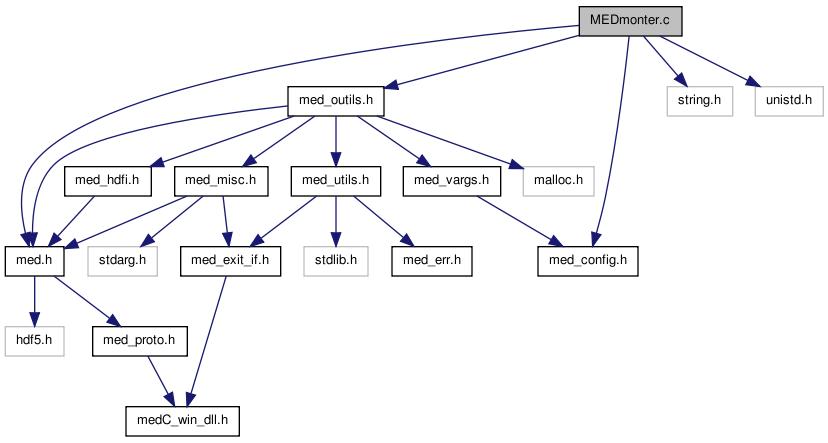 MEDmonter.c
med_outils.h
string.h
unistd.h
med_hdfi.h
med_misc.h
med_utils.h
med_vargs.h
malloc.h
med.h
stdarg.h
med_exit_if.h
stdlib.h
med_err.h
med_config.h
hdf5.h
med_proto.h
medC_win_dll.h